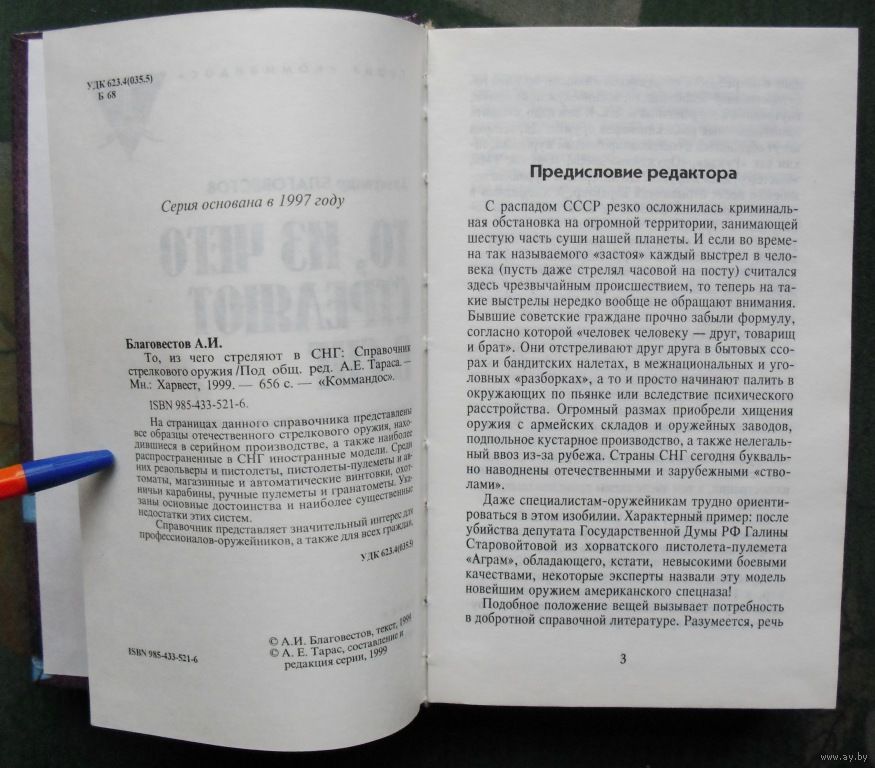 УДК 623.4(035.5)
Б 68
Серия основана в 1997 году
Благовестов А.И.
То, из чего стреляют в СНГ: Справочник
стрелкового оружия /Под общ. ред. А.Е. Тараса. —
Мн.: Харвест, 1999. — 656 с. — «Коммандос».
ISBN 985-433-521-6.
На страницах данного справочника представлены
все образцы отечественного стрелкового оружия, нахо-
дившиеся в серийном производстве, а также наиболее
распространенные в СНГ иностранные модели. Среди
них револьверы и пистолеты, пистолеты-пулеметы и ав-
томаты, магазинные и автоматические винтовки, охот-
ничьи карабины, ручные пулеметы и гранатометы. Ука-
заны основные достоинства и наиболее существенные
недостатки этих систем.
Справочник представляет значительный интерес для
профессионалов-оружейников, а также для всех граждан.
УДК 623.4(035.5)
© А.И. Благовестов, текст, 1999
© А. Е. Тарас, составление и
редакция серии, 1999
ISBN 985-433-521-6
Предисловие редактора
С распадом СССР резко осложнилась криминаль-
ная обстановка на огромной территории, занимающей
шестую часть суши нашей планеты. И если во време-
на так называемого «застоя» каждый выстрел в чело-
века (пусть даже стрелял часовой на посту) считался
здесь чрезвычайным происшествием, то теперь на та-
кие выстрелы нередко вообще не обращают внимания.
Бывшие советские граждане прочно забыли формулу,
согласно которой «человек человеку — друг, товарищ
и брат». Они отстреливают друг друга в бытовых ссо-
рах и бандитских налетах, в межнациональных и уго-
ловных «разборках», а то и просто начинают палить в
окружающих по пьянке или вследствие психического
расстройства. Огромный размах приобрели хищения
оружия с армейских складов и оружейных заводов,
подпольное кустарное производство, а также нелегаль-
ный ввоз из-за рубежа. Страны СНГ сегодня букваль-
но наводнены отечественными и зарубежными «ство-
лами».
Даже специалистам-оружейникам трудно ориенти-
роваться в этом изобилии. Характерный пример: после
убийства депутата Государственной Думы РФ Галины
Старовойтовой из хорватского пистолета-пулемета
«Аграм», обладающего, кстати, невысокими боевыми
качествами, некоторые эксперты назвали эту модель
новейшим оружием американского спецназа!
Подобное положение вещей вызывает потребность
в добротной справочной литературе. Разумеется, речь
3
www.ay.by